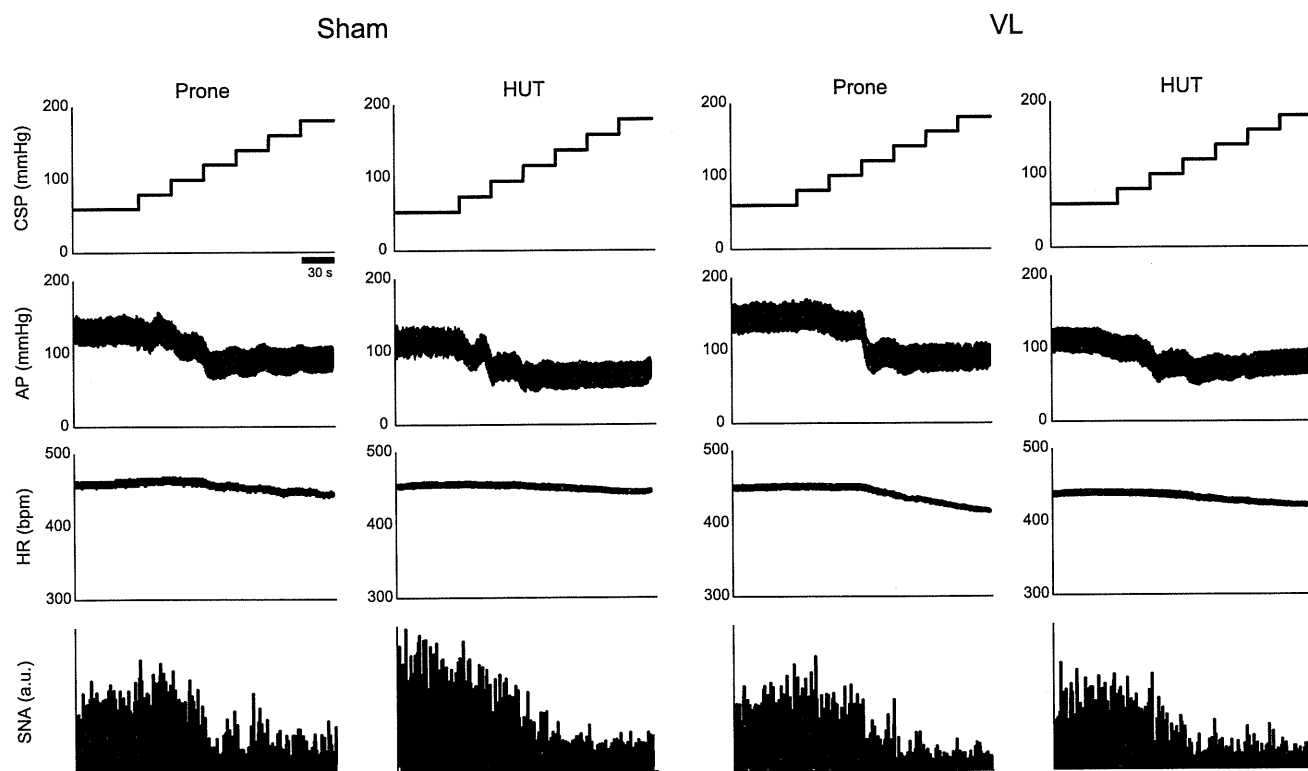 Sham VL
Prone HUT Prone HUT
CSP (mmHg)
200 200 200 200
100 100 100 100
0 0 0 0
30 s
AP (mmHg)
200 200 200 200
100 100 100 100
0 0 0 0
HR (bpm)
500 500 500 500
400 400 400 400
300 300 300 300
SNA (a.u.)